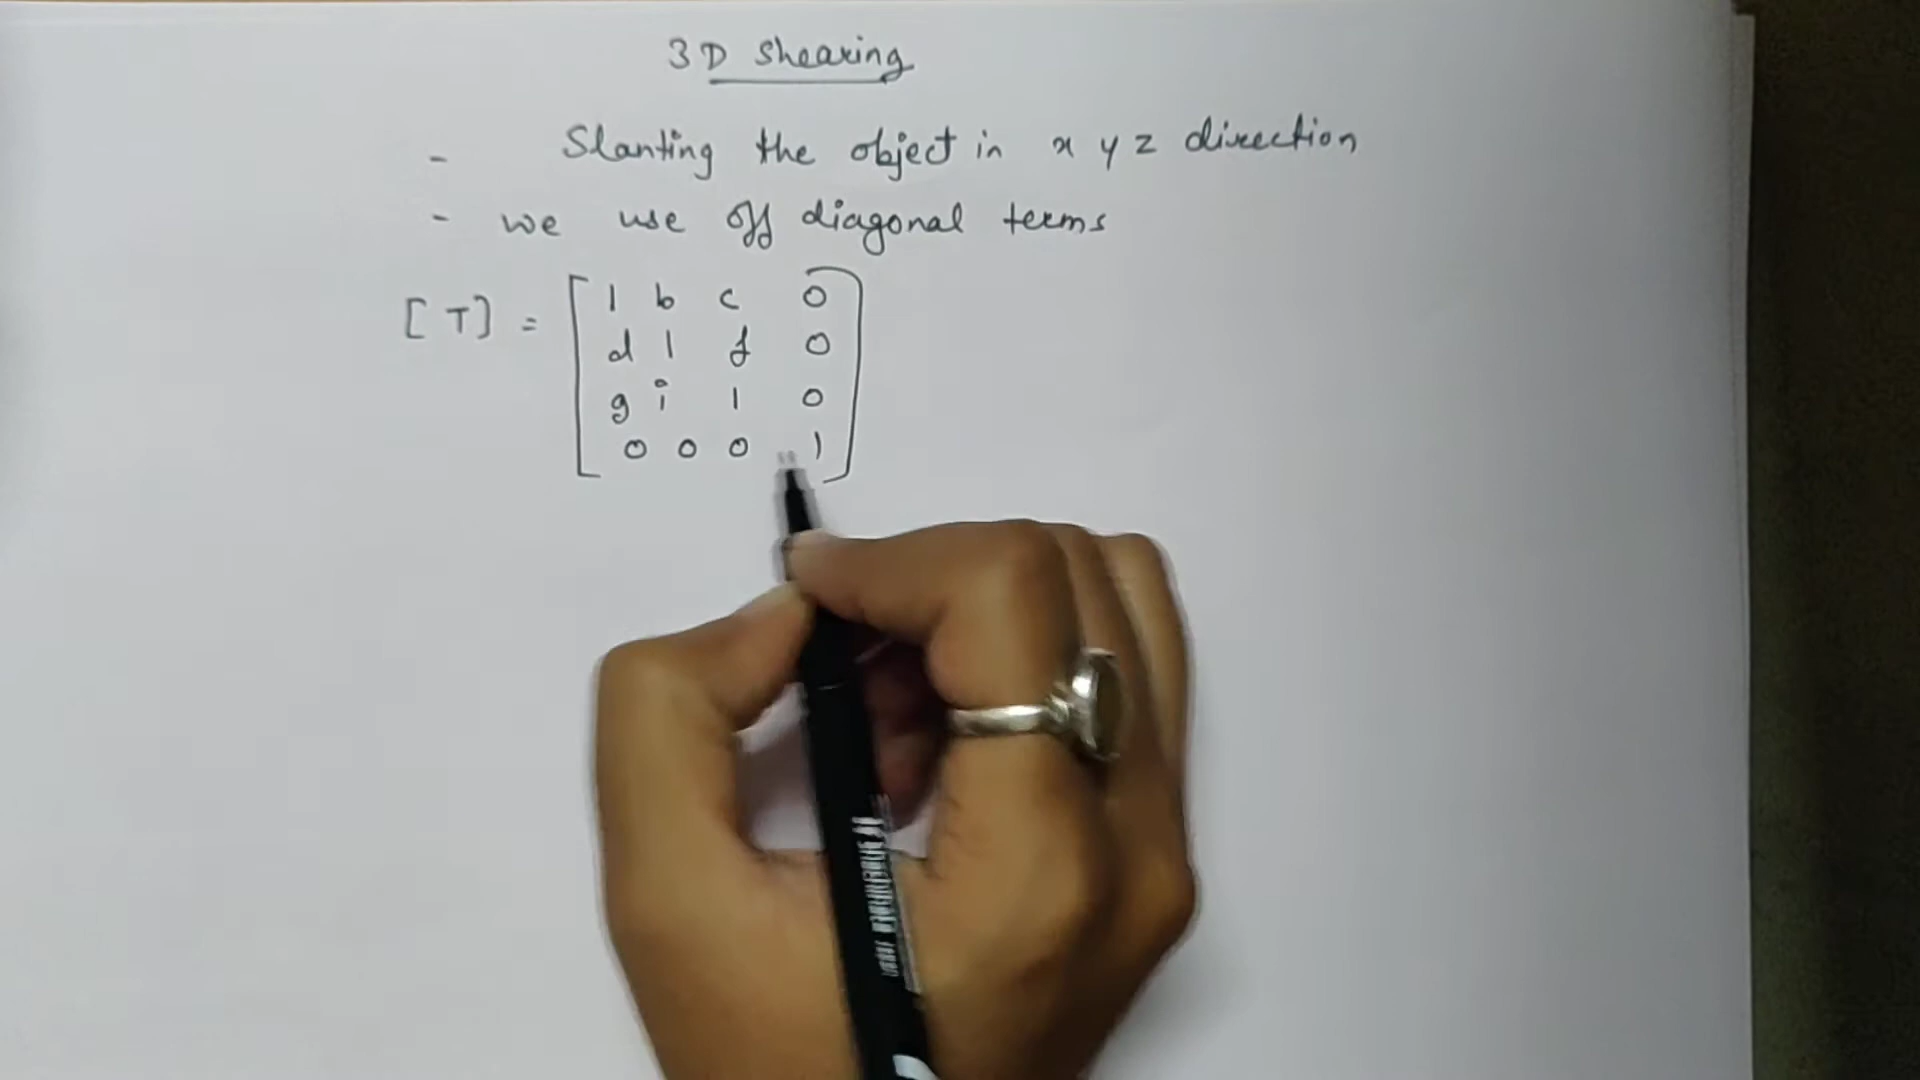 3D Shearing
- Slanting the object in x y z direction
- we use off diagonal terms
[T] = [ 1 b c 0
d 1 f 0
g i 1 0
0 0 0 1 ]